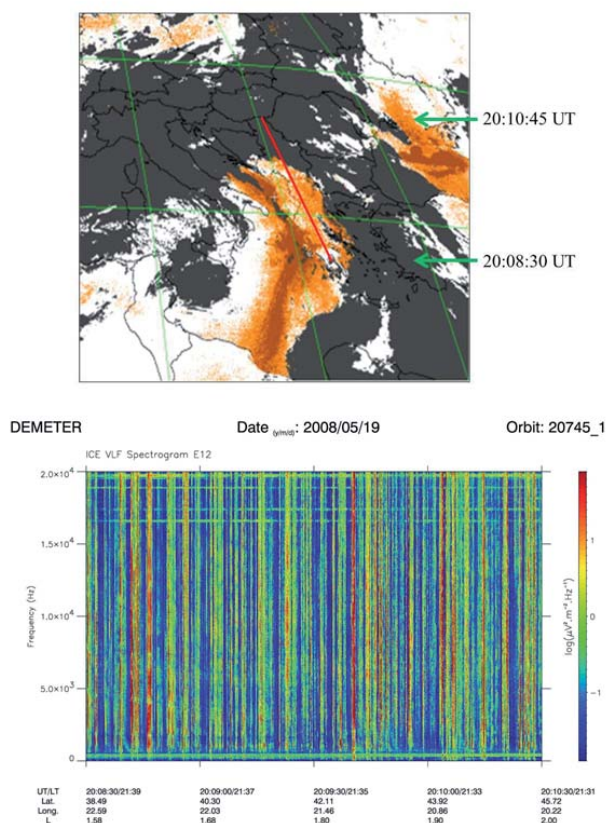 20:10:45 UT
20:08:30 UT
DEMETER Date (y/m/d): 2008/05/19 Orbit: 20745_1
ICE VLF Spectrogram E12
2.0×10⁴
1.5×10⁴
1.0×10⁴
5.0×10³
0
Frequency (Hz)
1
0
-1
log(μV².m⁻².Hz⁻¹)
UT/LT 20:08:30/21:39 20:09:00/21:37 20:09:30/21:35 20:10:00/21:33 20:10:30/21:31
Lat. 38.49 40.30 42.11 43.92 45.72
Long. 22.59 22.03 21.46 20.86 20.22
L 1.58 1.68 1.80 1.90 2.00